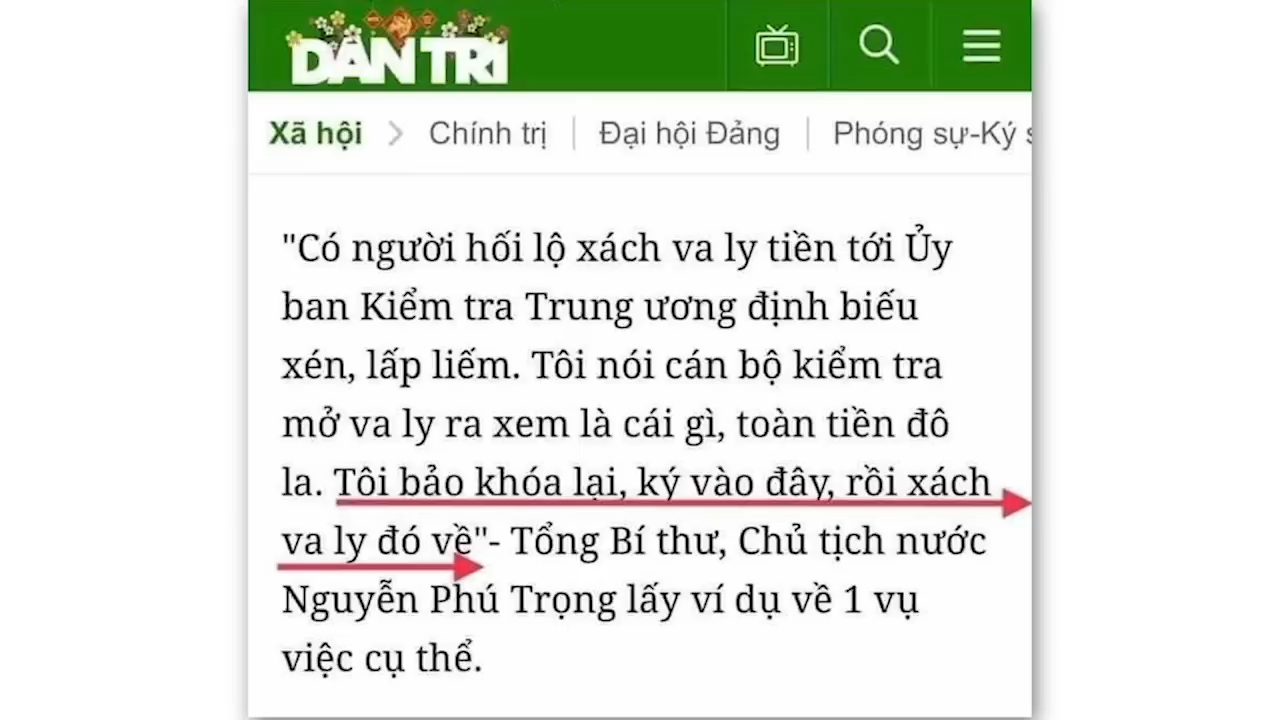 DÂN TRÍ
Xã hội > Chính trị | Đại hội Đảng | Phóng sự-Ký
"Có người hối lộ xách va ly tiền tới Ủy
ban Kiểm tra Trung ương định biếu
xén, lấp liếm. Tôi nói cán bộ kiểm tra
mở va ly ra xem là cái gì, toàn tiền đô
la. Tôi bảo khóa lại, ký vào đây, rồi xách
va ly đó về"- Tổng Bí thư, Chủ tịch nước
Nguyễn Phú Trọng lấy ví dụ về 1 vụ
việc cụ thể.